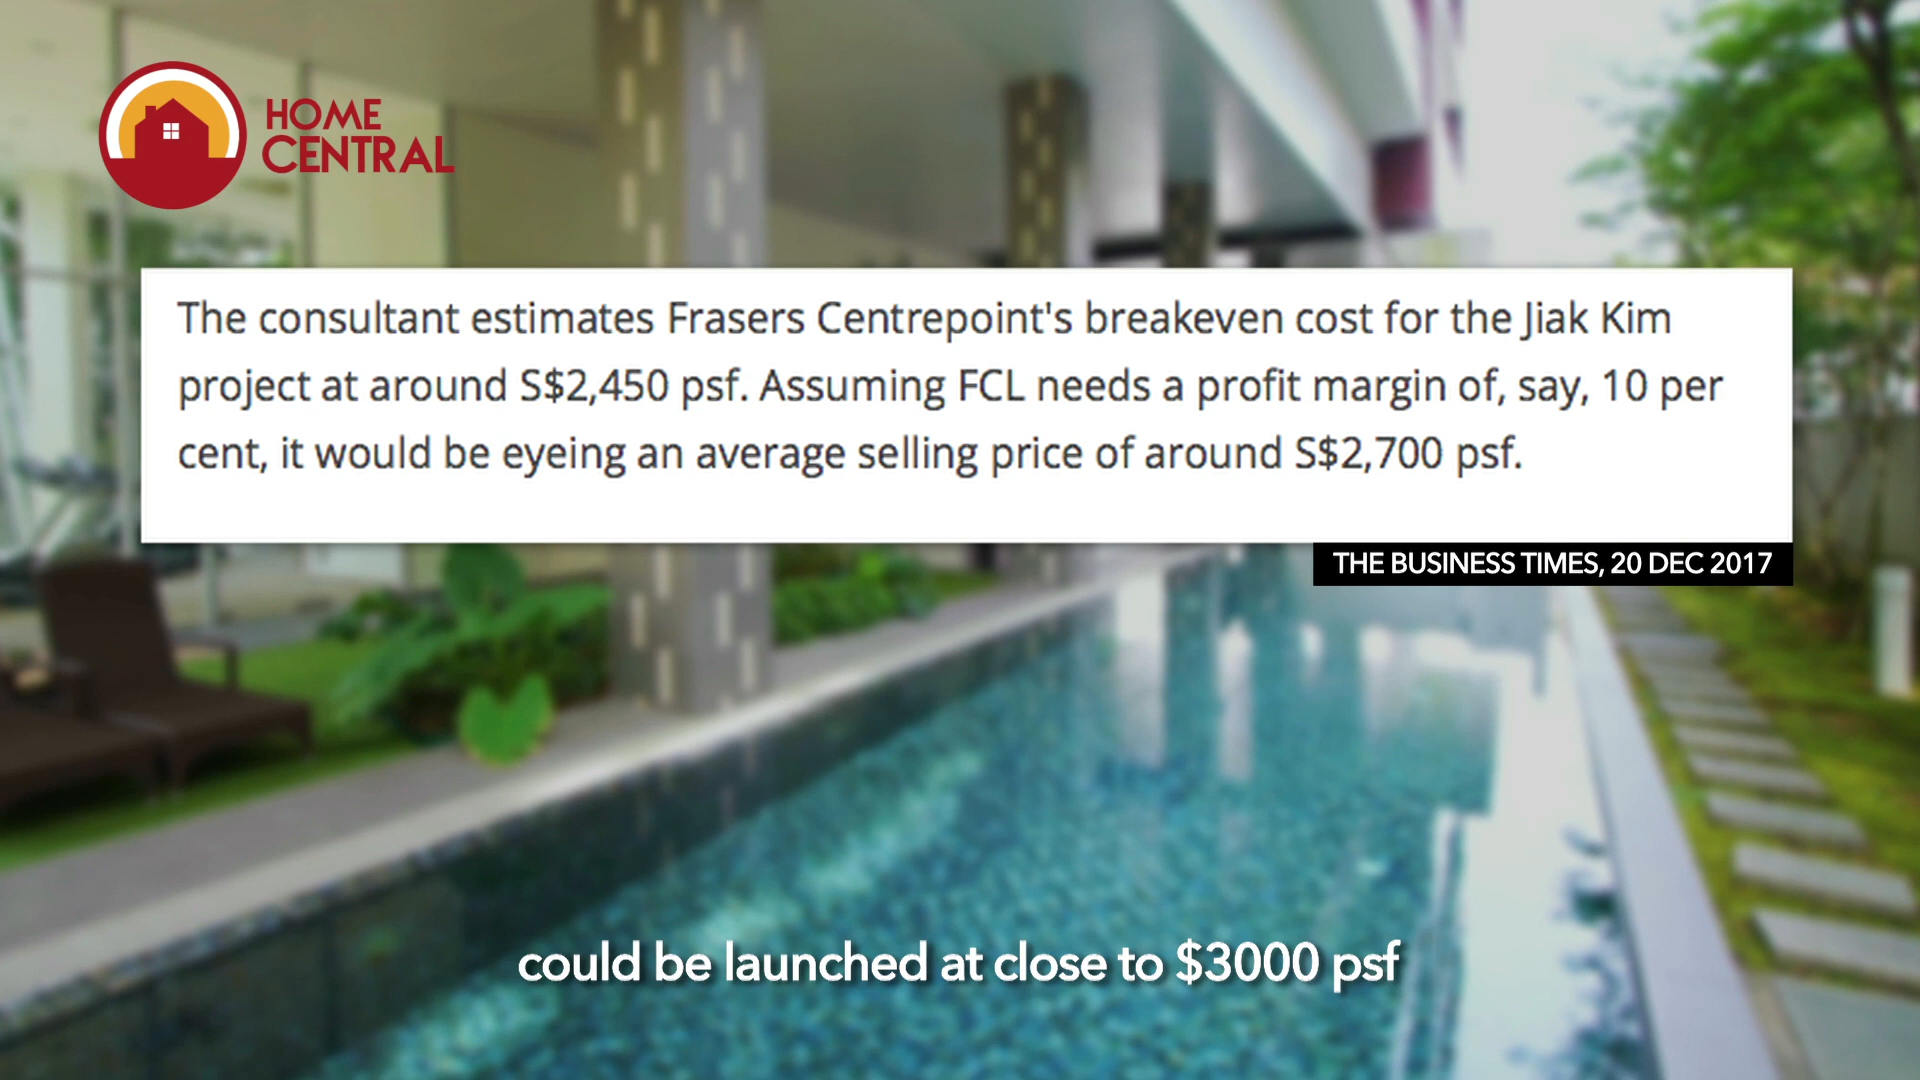 HOME
CENTRAL
The consultant estimates Frasers Centrepoint's breakeven cost for the Jiak Kim
project at around S$2,450 psf. Assuming FCL needs a profit margin of, say, 10 per
cent, it would be eyeing an average selling price of around S$2,700 psf.
THE BUSINESS TIMES, 20 DEC 2017
could be launched at close to $3000 psf